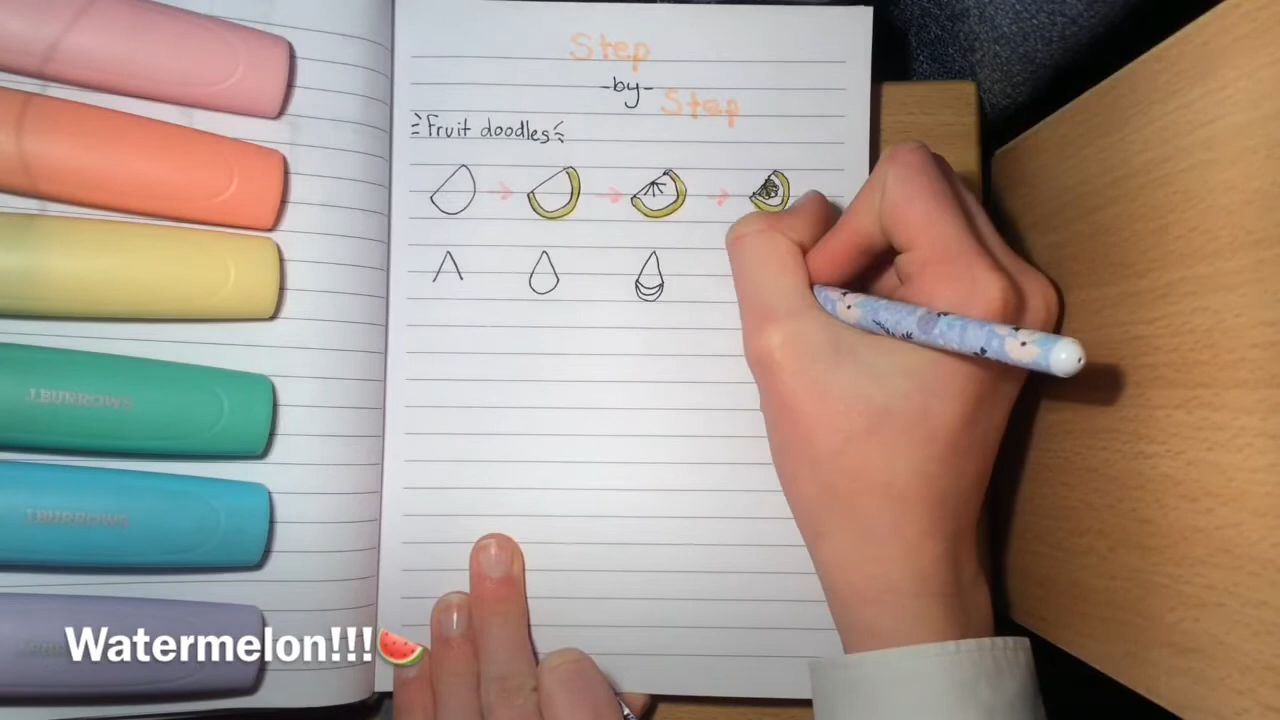 Step
-by-
Step
Fruit doodles
J.BURROWS
J.BURROWS
Watermelon!!!🍉